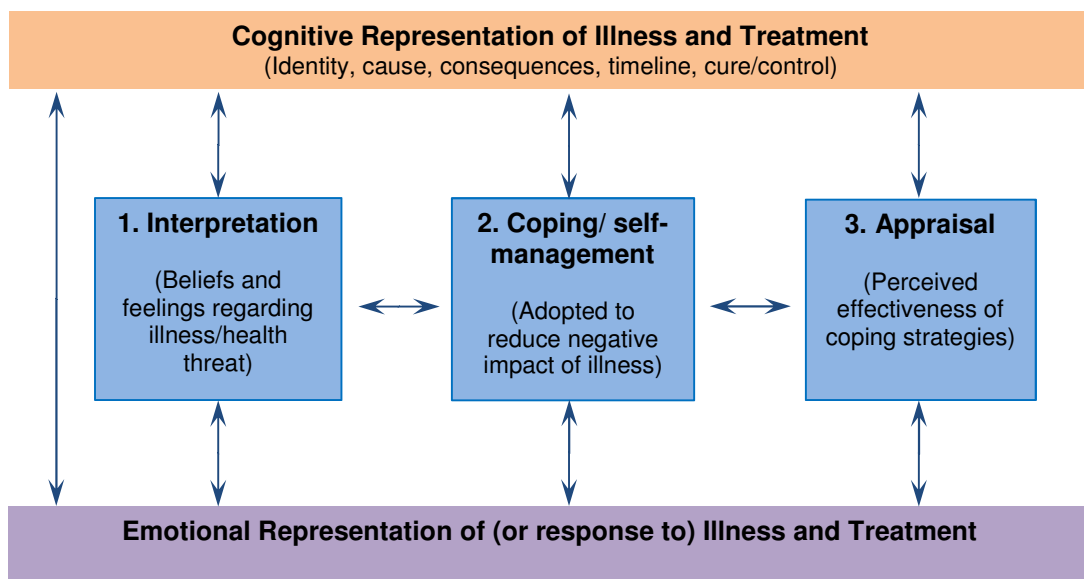 Cognitive Representation of Illness and Treatment
(Identity, cause, consequences, timeline, cure/control)
1. Interpretation
(Beliefs and
feelings regarding
illness/health
threat)
2. Coping/ self-
management
(Adopted to
reduce negative
impact of illness)
3. Appraisal
(Perceived
effectiveness of
coping strategies)
Emotional Representation of (or response to) Illness and Treatment